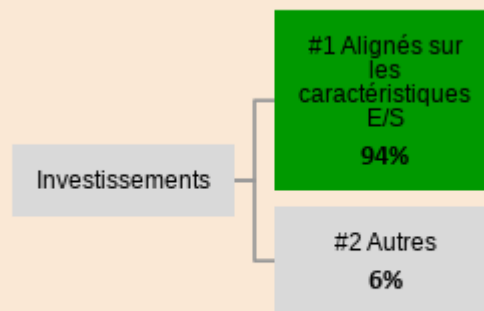 #1 Alignés sur
les
caractéristiques
E/S
94%
Investissements
#2 Autres
6%